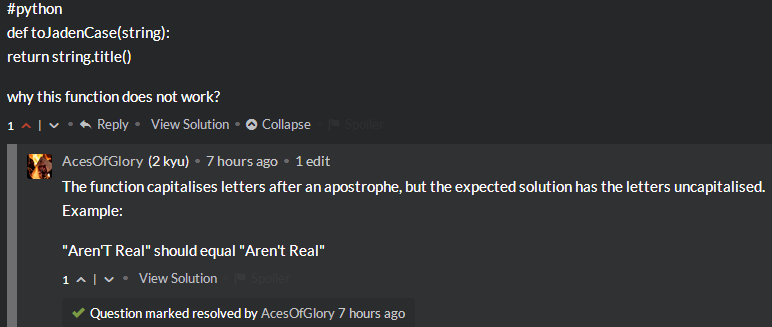 #python
def toJadenCase(string):
return string.title()
why this function does not work?
1 | • Reply • View Solution • Collapse • Spoiler
AcesOfGlory (2 kyu) • 7 hours ago • 1 edit
The function capitalises letters after an apostrophe, but the expected solution has the letters uncapitalised.
Example:
"Aren'T Real" should equal "Aren't Real"
1 | • View Solution Spoiler
Question marked resolved by AcesOfGlory 7 hours ago